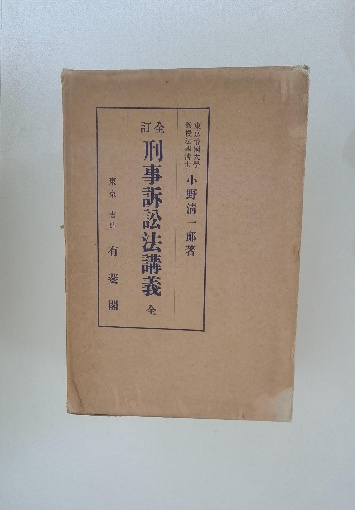 東京帝國大學
教授法學博士
小野清一郎著
全訂
刑事訴訟法講義 全
東京
有斐閣